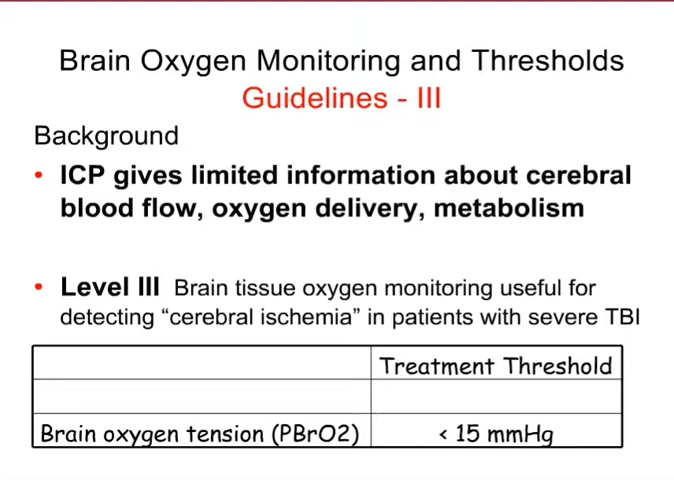 Brain Oxygen Monitoring and Thresholds
Guidelines - III
Background
• ICP gives limited information about cerebral
blood flow, oxygen delivery, metabolism
• Level III Brain tissue oxygen monitoring useful for
detecting “cerebral ischemia” in patients with severe TBI
Treatment Threshold
Brain oxygen tension (PBrO2) < 15 mmHg